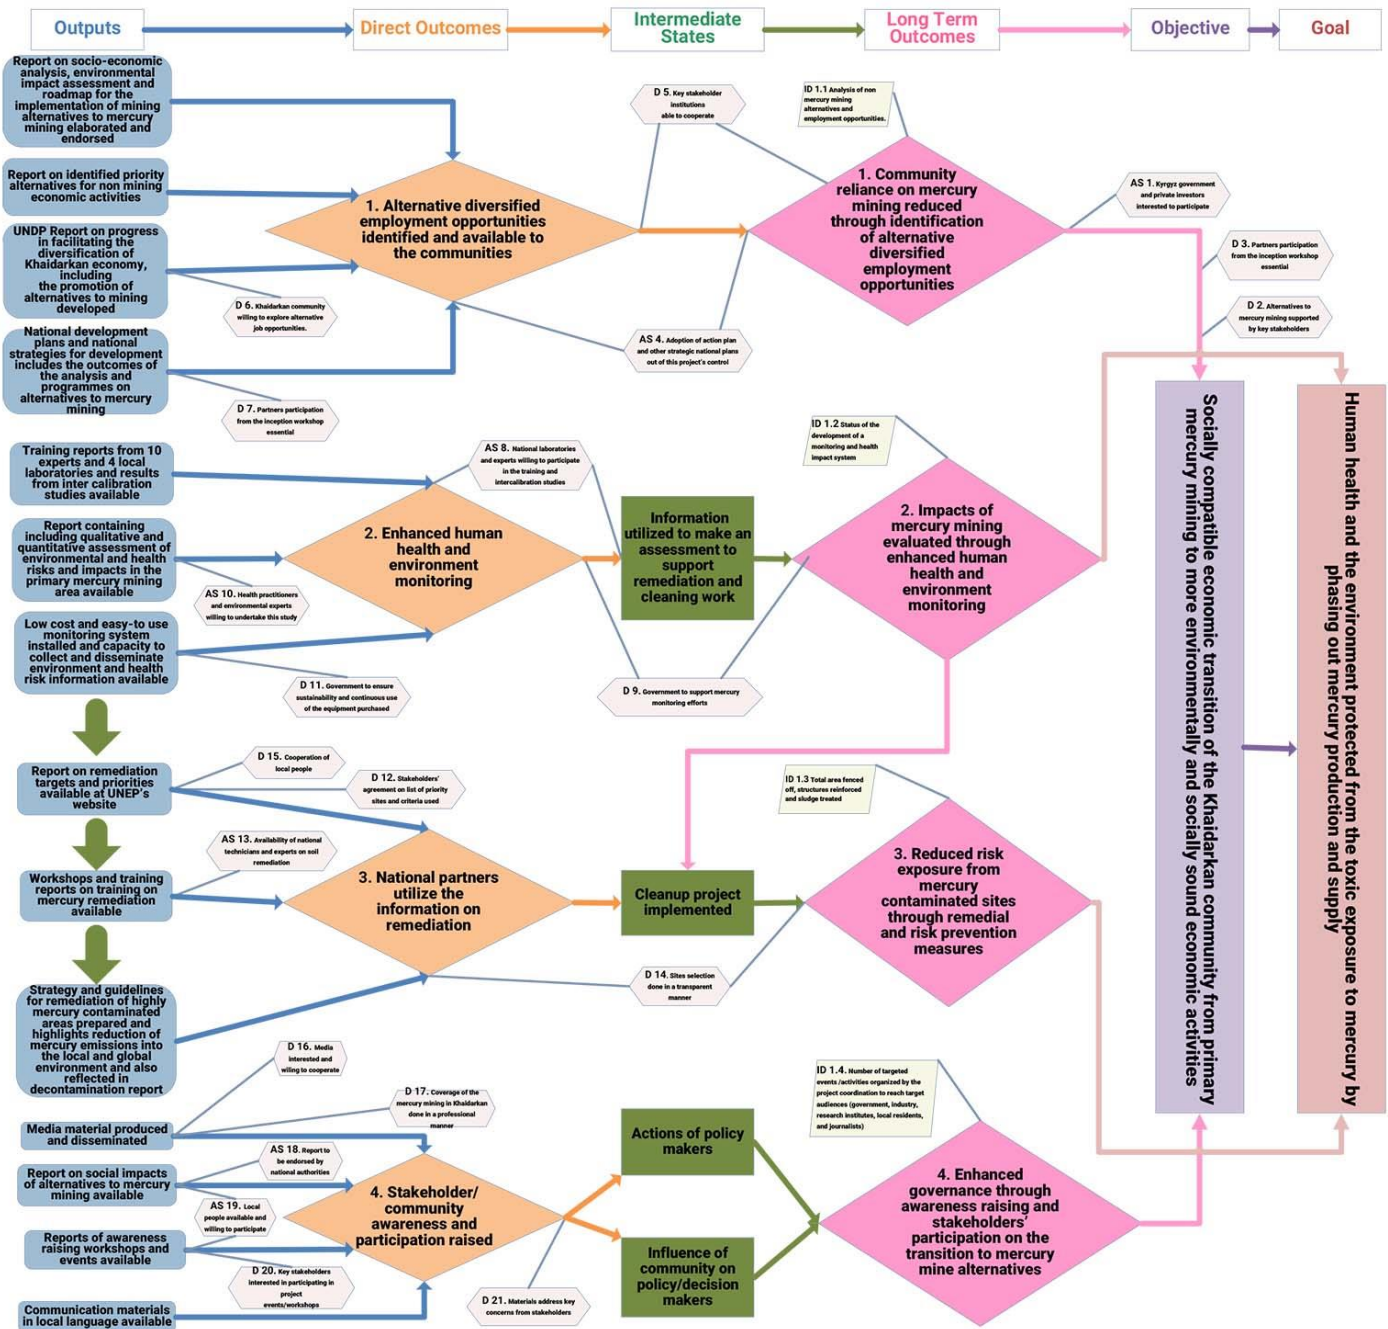 Outputs
Direct Outcomes
Intermediate
States
Long Term
Outcomes
Objective
Goal
Report on socio-economic
analysis, environmental
impact assessment and
roadmap for the
implementation of mining
alternatives to mercury
mining elaborated and
endorsed
Report on identified priority
alternatives for non mining
economic activities
UNDP Report on progress
in facilitating the
diversification of
Khaidarkan economy,
including
the promotion of
alternatives to mining
developed
National development
plans and national
strategies for development
includes the outcomes of
the analysis and
programmes on
alternatives to mercury
mining
D 6. Khaidarkan community
willing to explore alternative
job opportunities.
D 7. Partners participation
from the inception workshop
essential
1. Alternative diversified
employment opportunities
identified and available to
the communities
D 5. Key stakeholder
institutions
able to cooperate
AS 4. Adoption of action plan
and other strategic national plans
out of this project's control
ID 1.1 Analysis of non
mercury mining
alternatives and
employment opportunities.
1. Community
reliance on mercury
mining reduced
through identification
of alternative
diversified
employment
opportunities
AS 1. Kyrgyz government
and private investors
interested to participate
D 3. Partners participation
from the inception workshop
essential
D 2. Alternatives to
mercury mining supported
by key stakeholders
Training reports from 10
experts and 4 local
laboratories and results
from inter calibration
studies available
Report containing
including qualitative and
quantitative assessment of
environmental and health
risks and impacts in the
primary mercury mining
area available
Low cost and easy-to use
monitoring system
installed and capacity to
collect and disseminate
environment and health
risk information available
AS 8. National laboratories
and experts willing to participate
in the training and
intercalibration studies
AS 10. Health practitioners
and environmental experts
willing to undertake this study
D 11. Government to ensure
sustainability and continuous use
of the equipment purchased
2. Enhanced human
health and
environment
monitoring
Information
utilized to make an
assessment to
support
remediation and
cleaning work
D 9. Government to support mercury
monitoring efforts
ID 1.2 Status of the
development of a
monitoring and health
impact system
2. Impacts of
mercury mining
evaluated through
enhanced human
health and
environment
monitoring
Socially compatible economic transition of the Khaidarkan community from primary
mercury mining to more environmentally and socially sound economic activities
Human health and the environment protected from the toxic exposure to mercury by
phasing out mercury production and supply
Report on remediation
targets and priorities
available at UNEP's
website
Workshops and training
reports on training on
mercury remediation
available
Strategy and guidelines
for remediation of highly
mercury contaminated
areas prepared and
highlights reduction of
mercury emissions into
the local and global
environment and also
reflected in
decontamination report
D 15. Cooperation of
local people
D 12. Stakeholders'
agreement on list of priority
sites and criteria used
AS 13. Availability of national
technicians and experts on soil
remediation
3. National partners
utilize the
information on
remediation
Cleanup project
implemented
D 14. Sites selection
done in a transparent
manner
ID 1.3 Total area fenced
off, structures reinforced
and sludge treated
3. Reduced risk
exposure from
mercury
contaminated sites
through remedial
and risk prevention
measures
Media material produced
and disseminated
Report on social impacts
of alternatives to mercury
mining available
Reports of awareness
raising workshops and
events available
Communication materials
in local language available
D 16. Media
interested and
wiling to cooperate
D 17. Coverage of the
mercury mining in Khaidarkan
done in a professional
manner
AS 18. Report to
be endorsed by
national authorities
AS 19. Local
people available and
willing to participate
D 20. Key stakeholders
interested in participating in
project
events/workshops
4. Stakeholder/
community
awareness and
participation raised
D 21. Materials address key
concerns from stakeholders
Actions of policy
makers
Influence of
community on
policy/decision
makers
ID 1.4. Number of targeted
events /activities organized by the
project coordination to reach target
audiences (government, industry,
research institutes, local residents,
and journalists)
4. Enhanced
governance through
awareness raising and
stakeholders'
participation on the
transition to mercury
mine alternatives